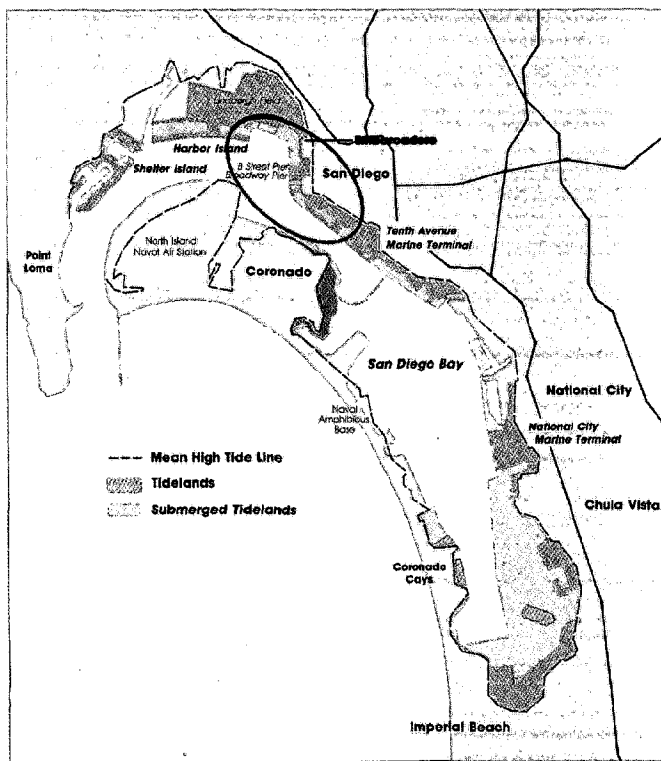 Harbor Island
Shelter Island
B Street Pier
Broadway Pier
San Diego
Tenth Avenue
Marine Terminal
North Island
Naval Air Station
Point
Loma
Coronado
San Diego Bay
National City
Naval
Amphibious
Base
National City
Marine Terminal
Mean High Tide Line
Tidelands
Submerged Tidelands
Chula Vista
Coronado
Cays
Imperial Beach